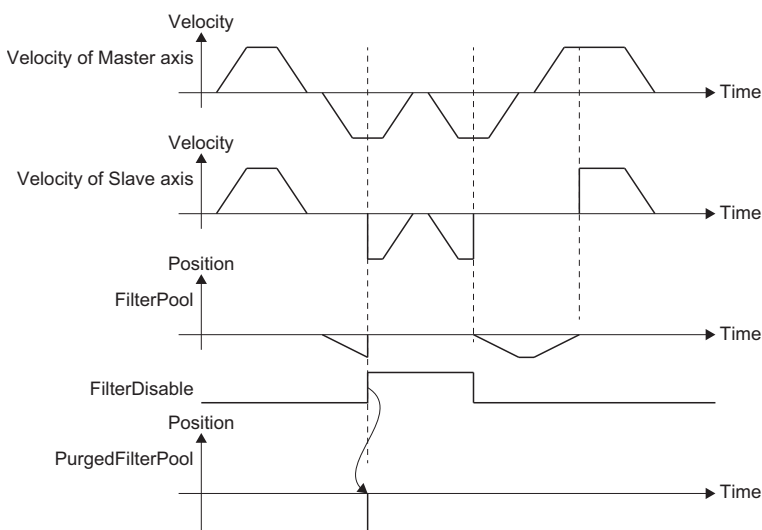 Velocity
Velocity of Master axis
Time
Velocity
Velocity of Slave axis
Time
Position
FilterPool
Time
FilterDisable
Position
PurgedFilterPool
Time